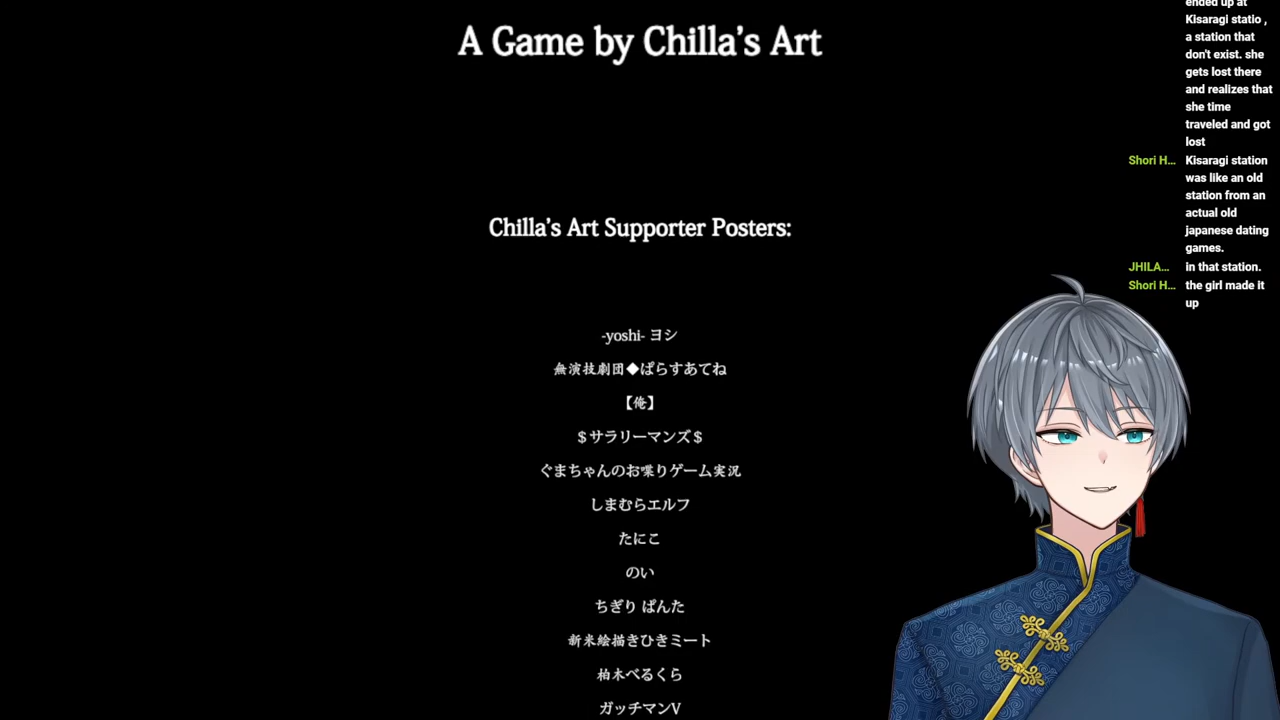 A Game by Chilla's Art
Chilla's Art Supporter Posters:
-yoshi- ヨシ
無演技劇団◆ぱらすあてね
【俺】
$サラリーマンズ$
ぐまちゃんのお喋りゲーム実況
しまむらエルフ
たにこ
のい
ちぎり ぱんた
新米絵描きひきミート
柏木べるくら
ガッチマンV
ended up at
Kisaragi statio ,
a station that
don't exist. she
gets lost there
and realizes that
she time
traveled and got
lost
Shori H... Kisaragi station
was like an old
station from an
actual old
japanese dating
games.
JHILA... in that station.
Shori H... the girl made it
up